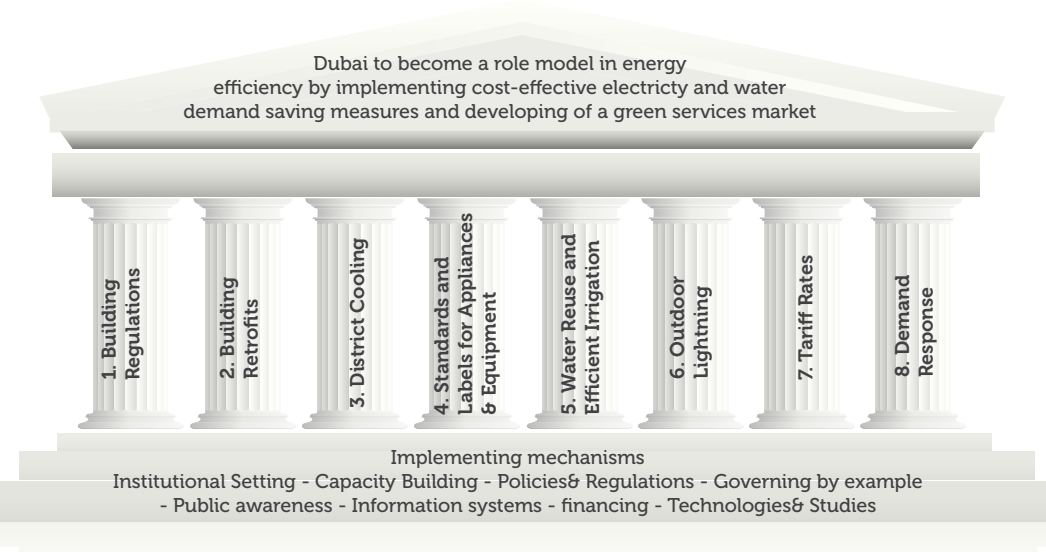 Dubai to become a role model in energy
efficiency by implementing cost-effective electricty and water
demand saving measures and developing of a green services market
1. Building
Regulations
2. Building
Retrofits
3. District Cooling
4. Standards and
Labels for Appliances
& Equipment
5. Water Reuse and
Efficient Irrigation
6. Outdoor
Lightning
7. Tariff Rates
8. Demand
Response
Implementing mechanisms
Institutional Setting - Capacity Building - Policies& Regulations - Governing by example
- Public awareness - Information systems - financing - Technologies& Studies